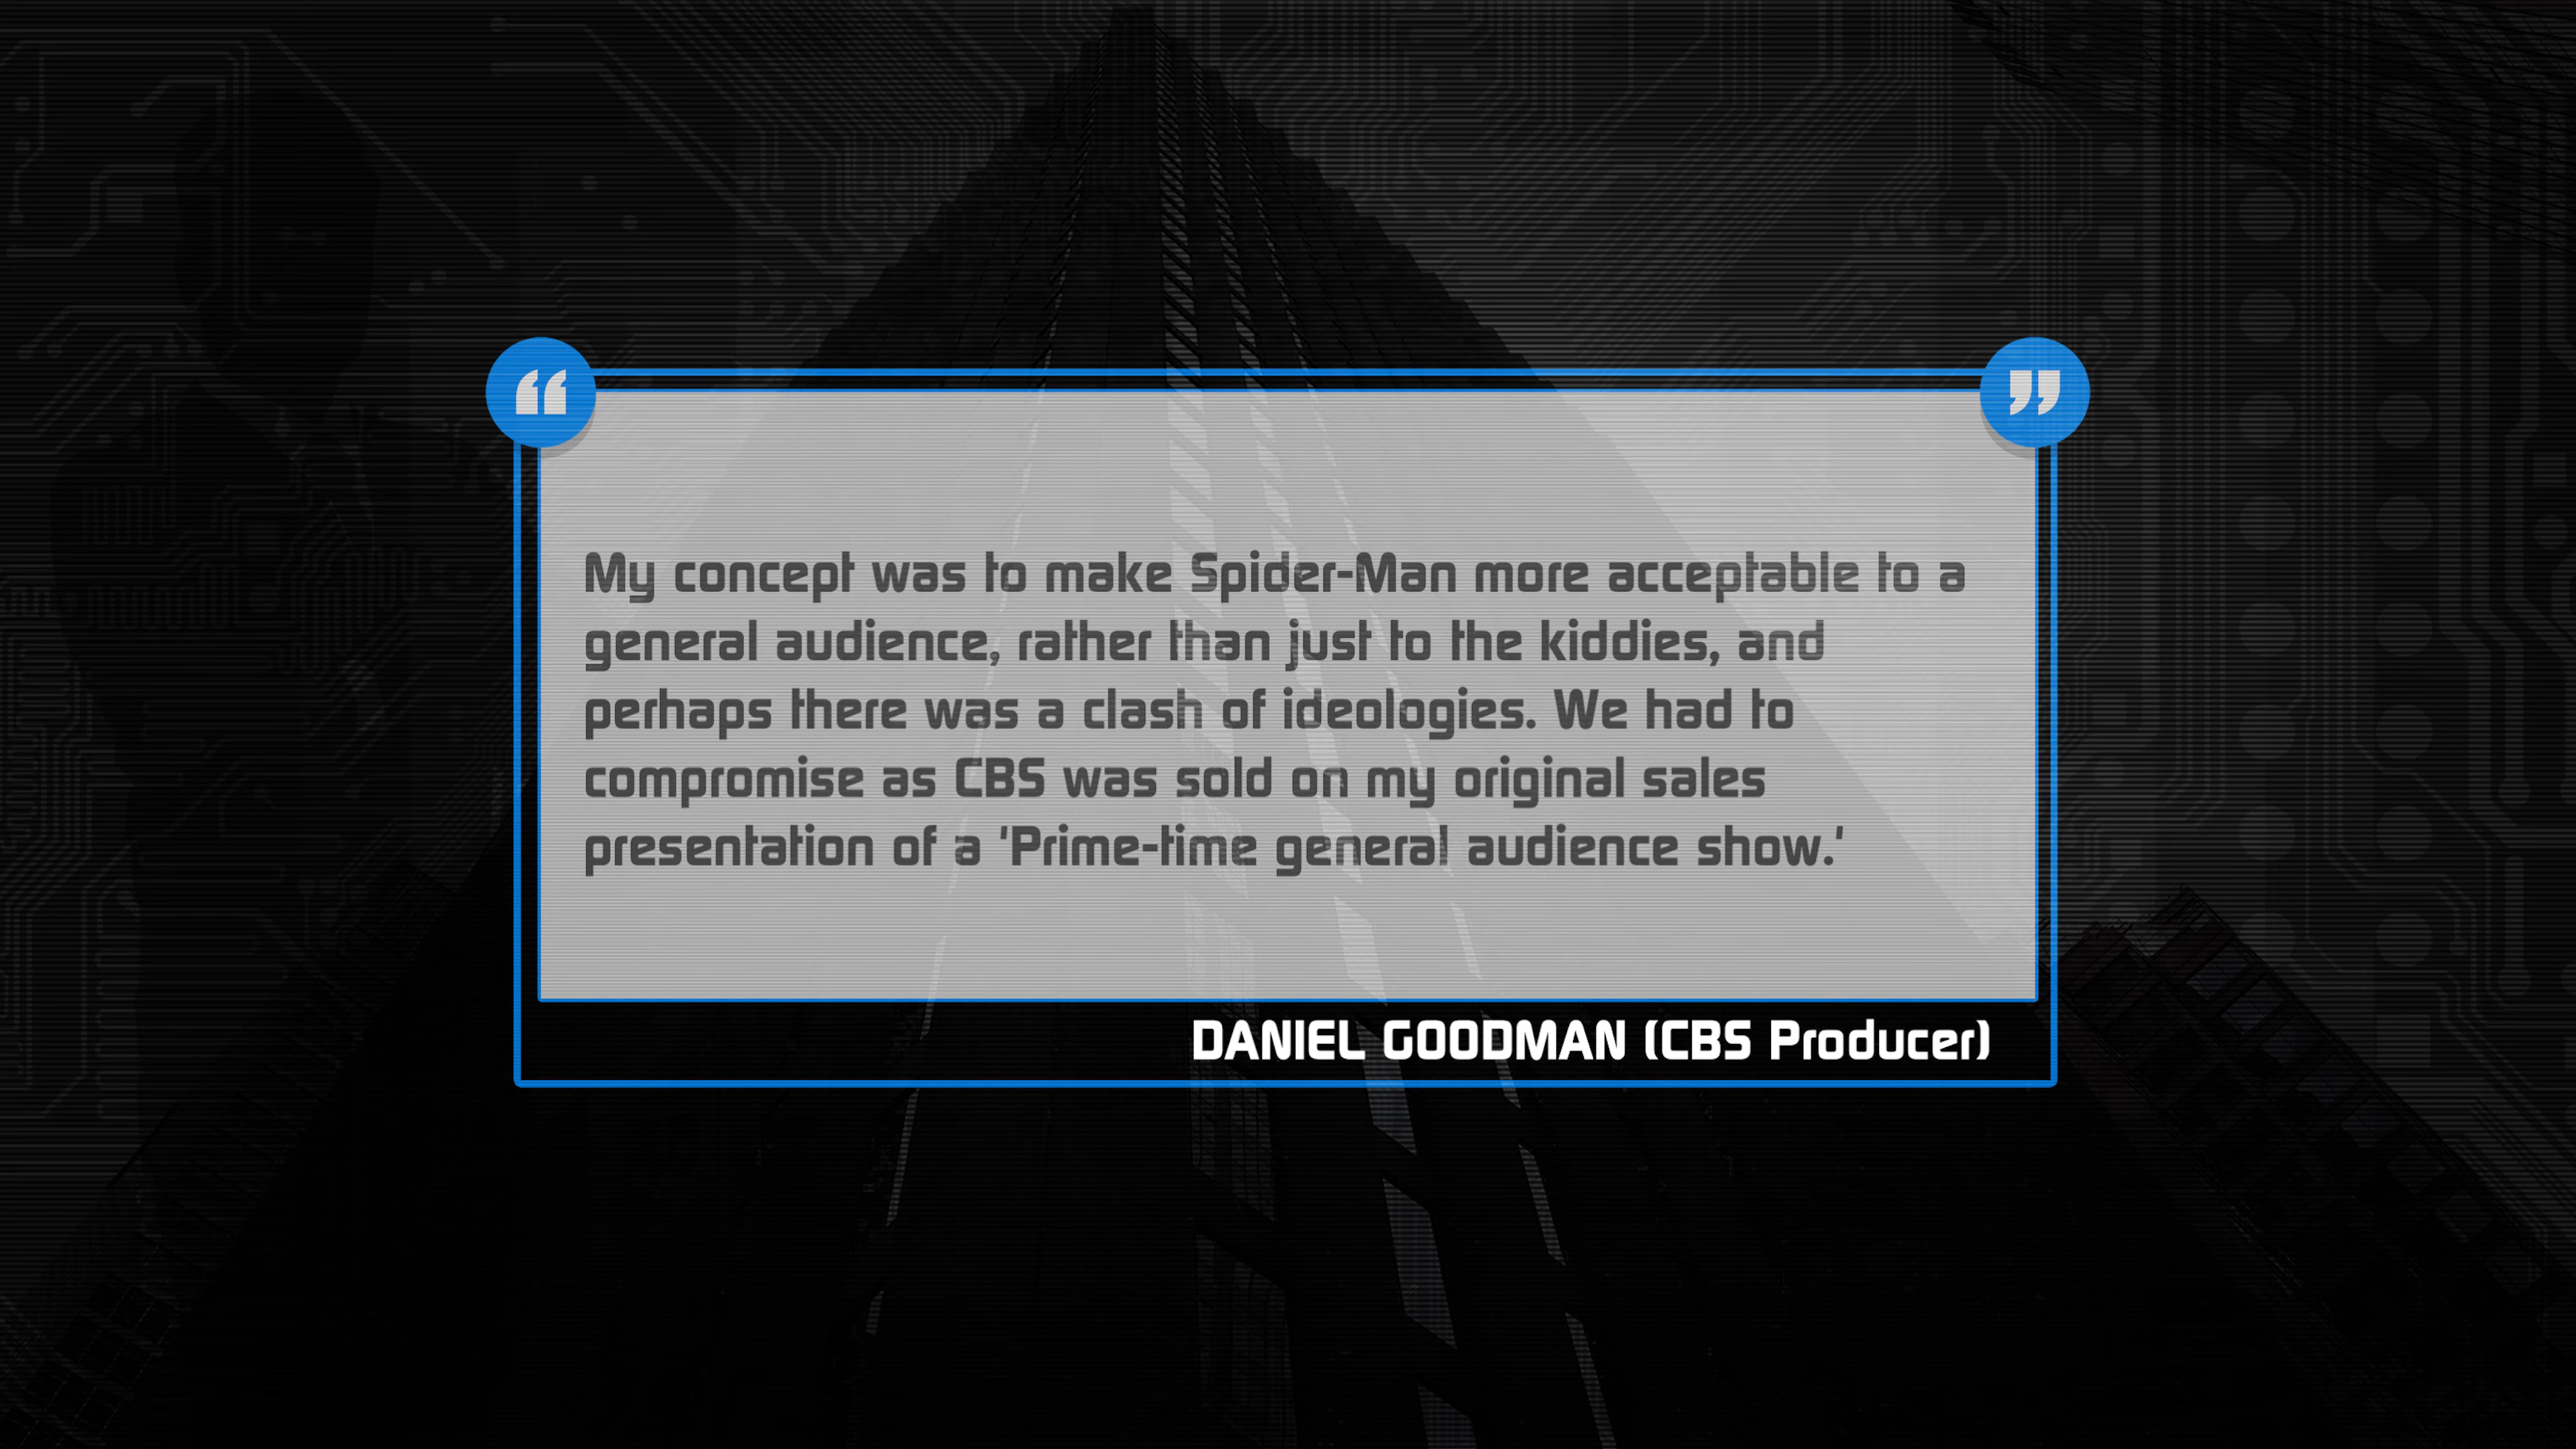 “ ”
My concept was to make Spider-Man more acceptable to a
general audience, rather than just to the kiddies, and
perhaps there was a clash of ideologies. We had to
compromise as CBS was sold on my original sales
presentation of a 'Prime-time general audience show.'
DANIEL GOODMAN (CBS Producer)